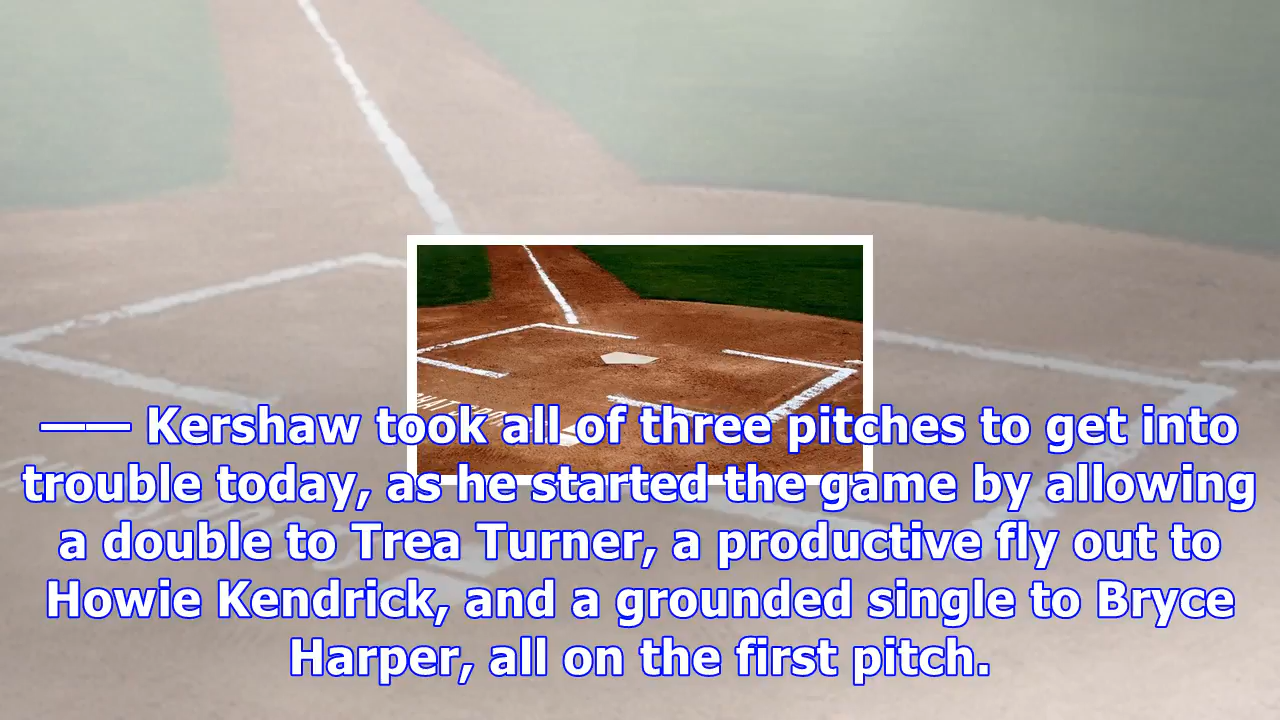 —— Kershaw took all of three pitches to get into
trouble today, as he started the game by allowing
a double to Trea Turner, a productive fly out to
Howie Kendrick, and a grounded single to Bryce
Harper, all on the first pitch.